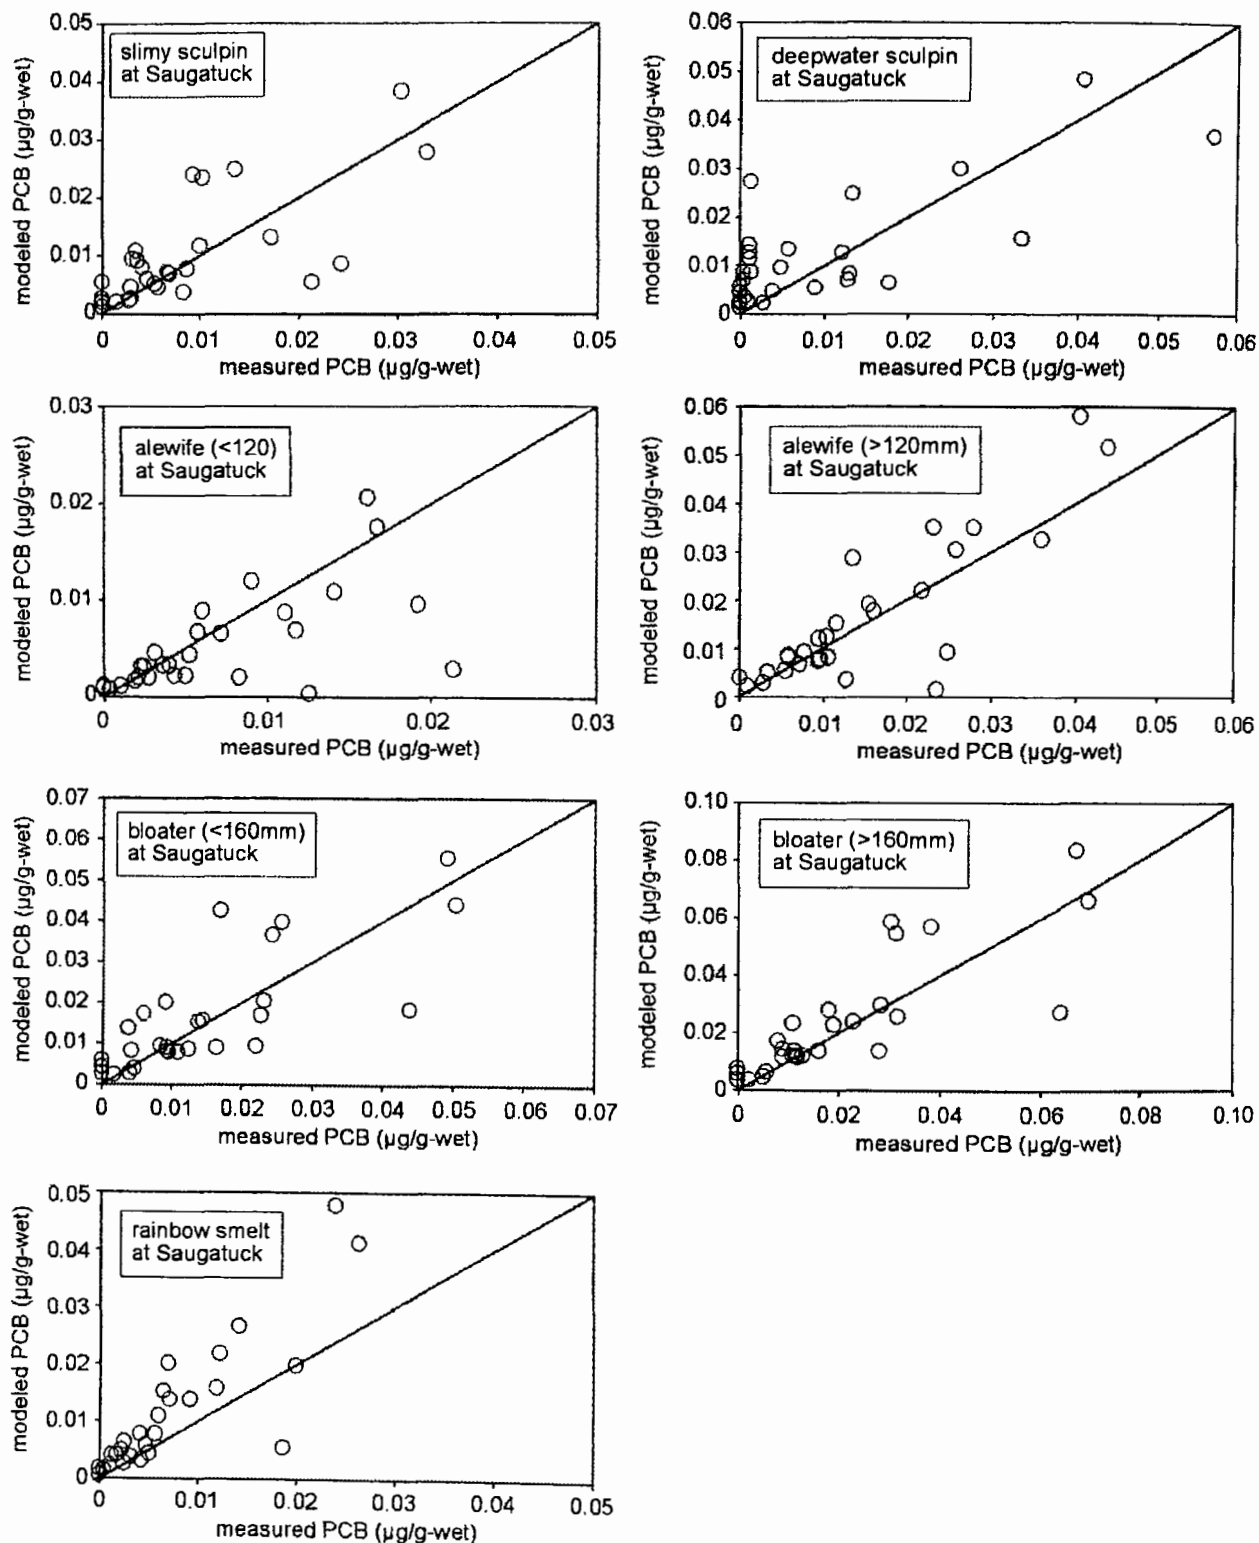 0.05
slimy sculpin
at Saugatuck
0.04
0.03
0.02
0.01
0
modeled PCB (µg/g-wet)
0 0.01 0.02 0.03 0.04 0.05
measured PCB (µg/g-wet)
0.06
deepwater sculpin
at Saugatuck
0.05
0.04
0.03
0.02
0.01
0
modeled PCB (µg/g-wet)
0 0.01 0.02 0.03 0.04 0.05 0.06
measured PCB (µg/g-wet)
0.03
alewife (<120)
at Saugatuck
0.02
0.01
0
modeled PCB (µg/g-wet)
0 0.01 0.02 0.03
measured PCB (µg/g-wet)
0.06
alewife (>120mm)
at Saugatuck
0.05
0.04
0.03
0.02
0.01
0
modeled PCB (µg/g-wet)
0 0.01 0.02 0.03 0.04 0.05 0.06
measured PCB (µg/g-wet)
0.07
bloater (<160mm)
at Saugatuck
0.06
0.05
0.04
0.03
0.02
0.01
0
modeled PCB (µg/g-wet)
0 0.01 0.02 0.03 0.04 0.05 0.06 0.07
measured PCB (µg/g-wet)
0.10
bloater (>160mm)
at Saugatuck
0.08
0.06
0.04
0.02
0
modeled PCB (µg/g-wet)
0 0.02 0.04 0.06 0.08 0.10
measured PCB (µg/g-wet)
0.05
rainbow smelt
at Saugatuck
0.04
0.03
0.02
0.01
0
modeled PCB (µg/g-wet)
0 0.01 0.02 0.03 0.04 0.05
measured PCB (µg/g-wet)